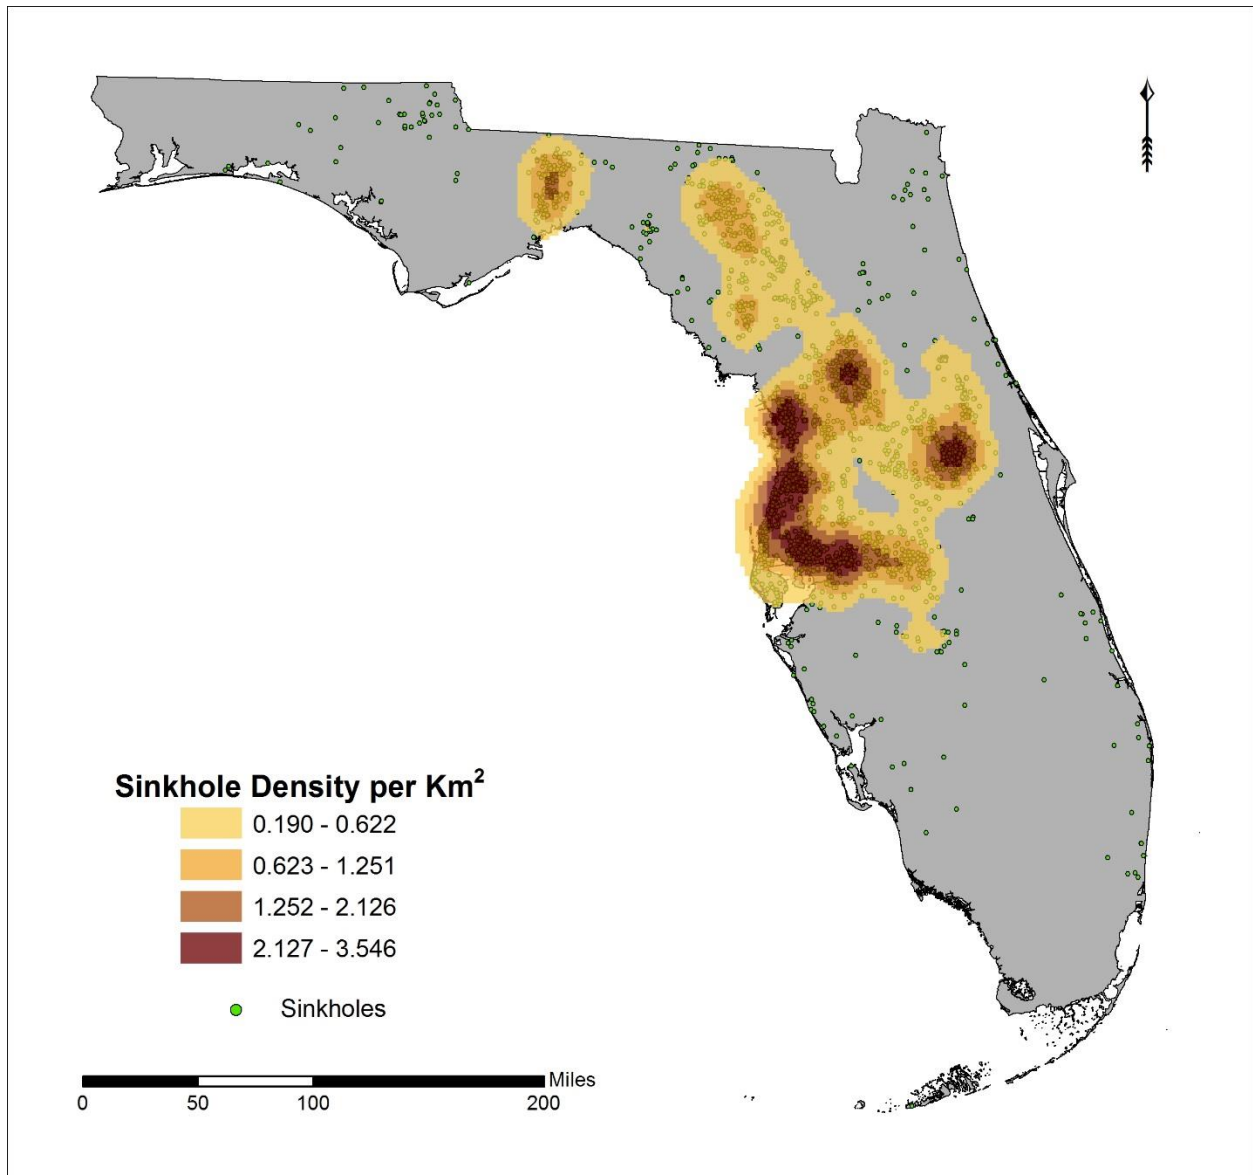 Sinkhole Density per Km²
0.190 - 0.622
0.623 - 1.251
1.252 - 2.126
2.127 - 3.546
Sinkholes
Miles
0 50 100 200